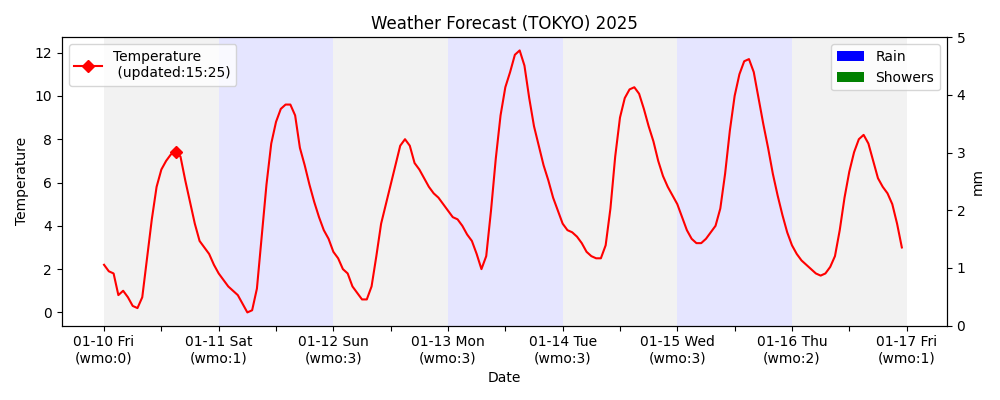 Weather Forecast (TOKYO) 2025
Temperature
(updated:15:25)
Rain
Showers
Temperature
12
10
8
6
4
2
0
5
4
3
2
1
0
mm
01-10 Fri
(wmo:0)
01-11 Sat
(wmo:1)
01-12 Sun
(wmo:3)
01-13 Mon
(wmo:3)
01-14 Tue
(wmo:3)
01-15 Wed
(wmo:3)
01-16 Thu
(wmo:2)
01-17 Fri
(wmo:1)
Date